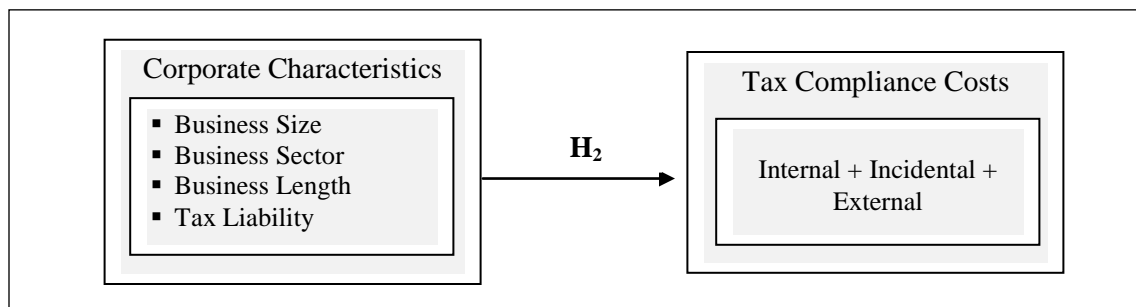 Corporate Characteristics
▪ Business Size
▪ Business Sector
▪ Business Length
▪ Tax Liability
H₂
Tax Compliance Costs
Internal + Incidental +
External